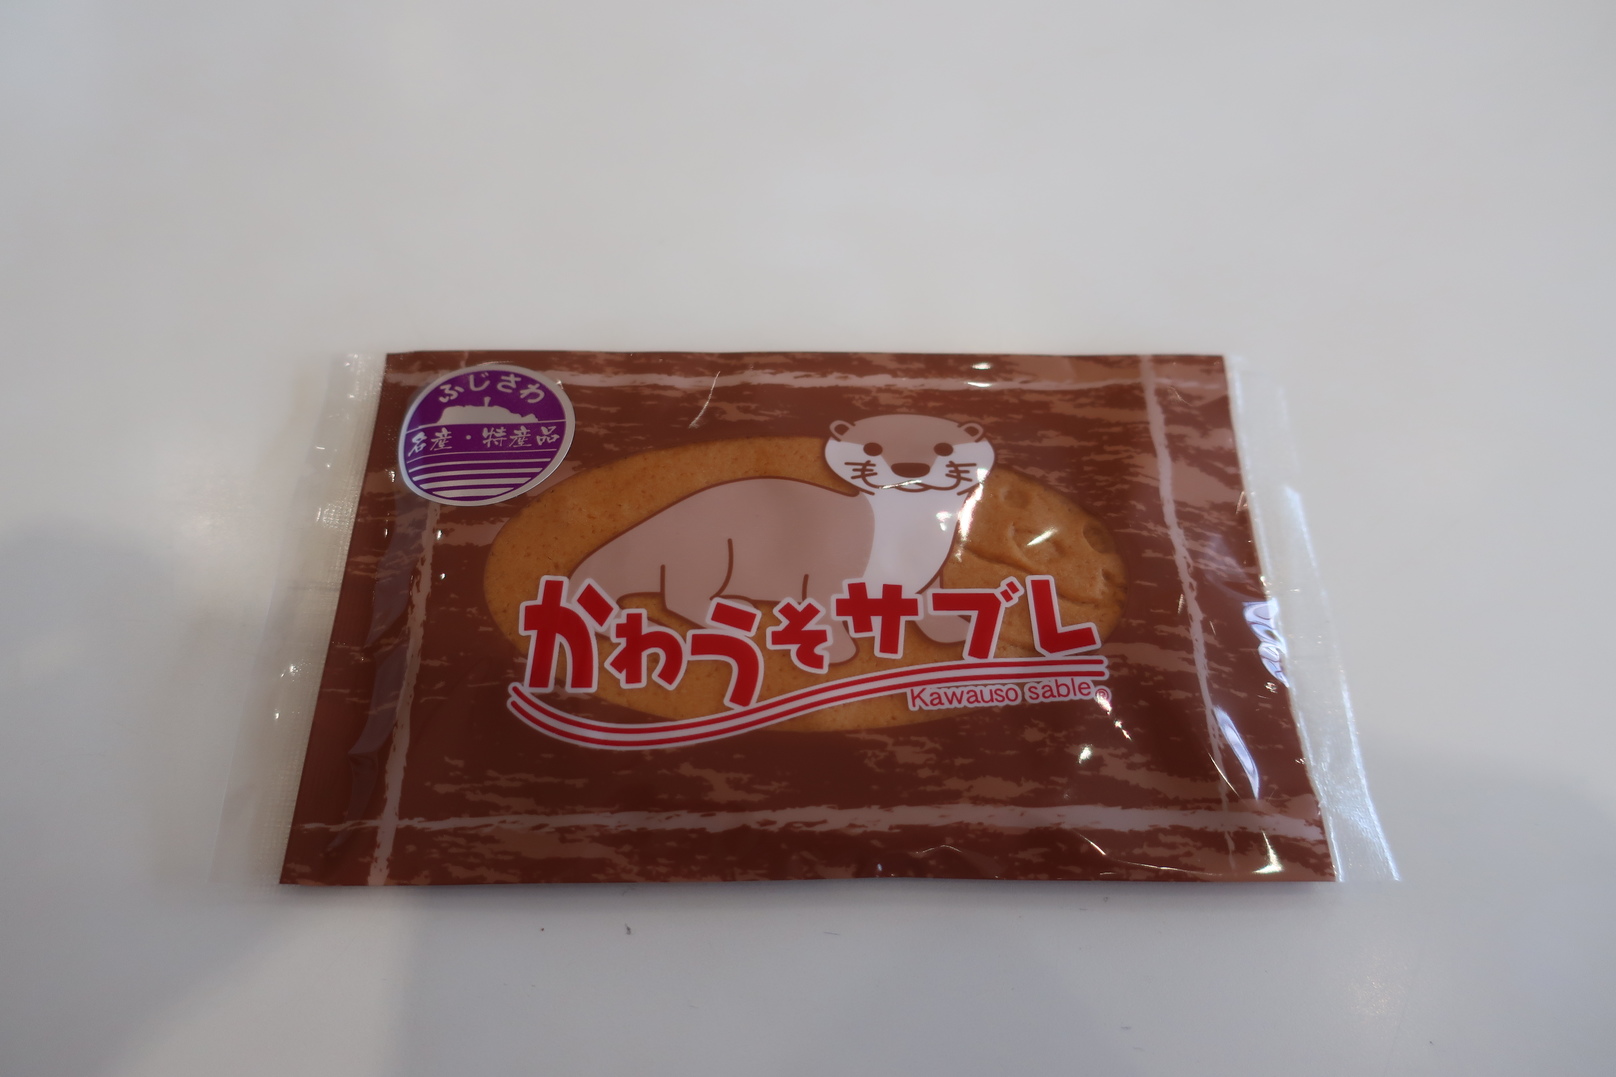 ふじさわ
名産・特産品
かわうそサブレ
Kawauso sable®